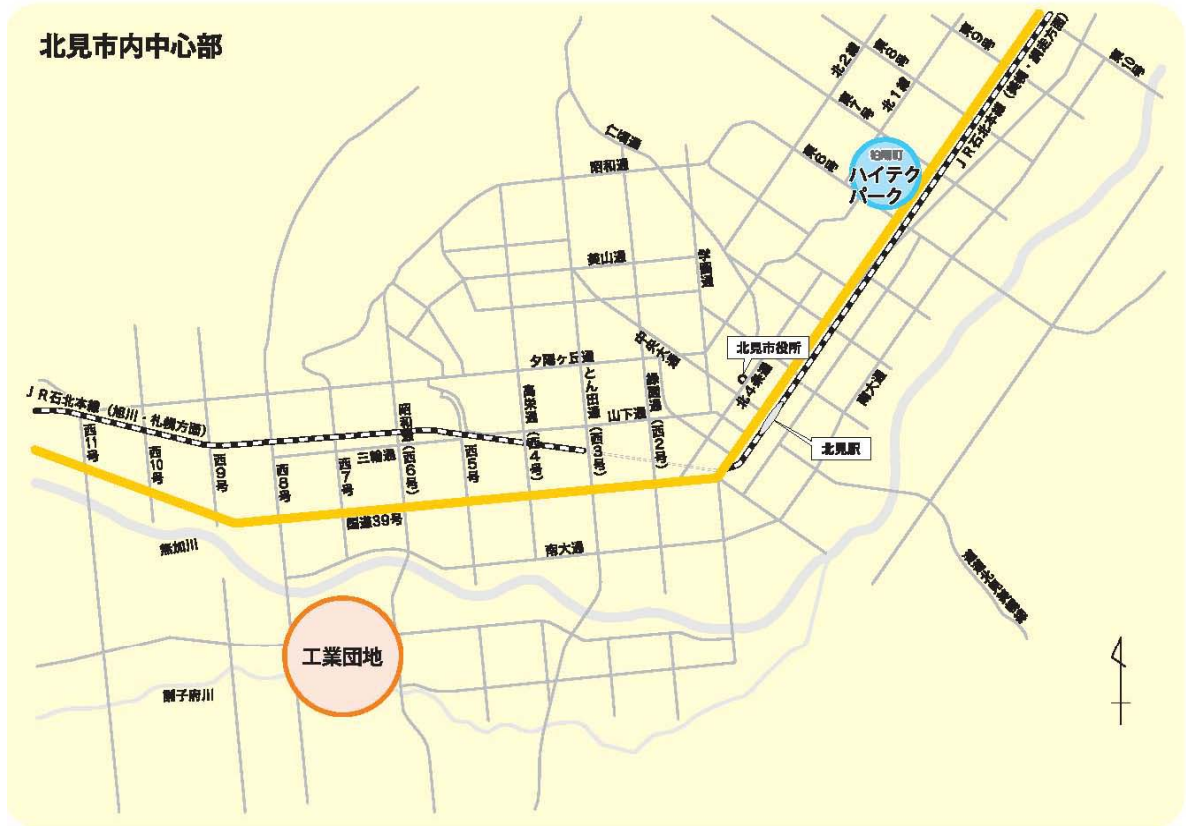 北見市内中心部
北2線
東8号
東9号
東10号
東7号
北1線
JR石北本線（美幌・網走方面）
仁頃通
東6号
昭和通
柏陽町
ハイテク
パーク
美山通
学園通
中央大通
北見市役所
夕陽ヶ丘通
とん田通（西3号）
緑園通（西2号）
北4条通
南大通
高栄通（西4号）
山下通
JR石北本線（旭川・札幌方面）
昭和通（西6号）
北見駅
西11号
西10号
西9号
西8号
西7号
三輪通
西5号
国道39号
無加川
南大通
工業団地
訓子府川